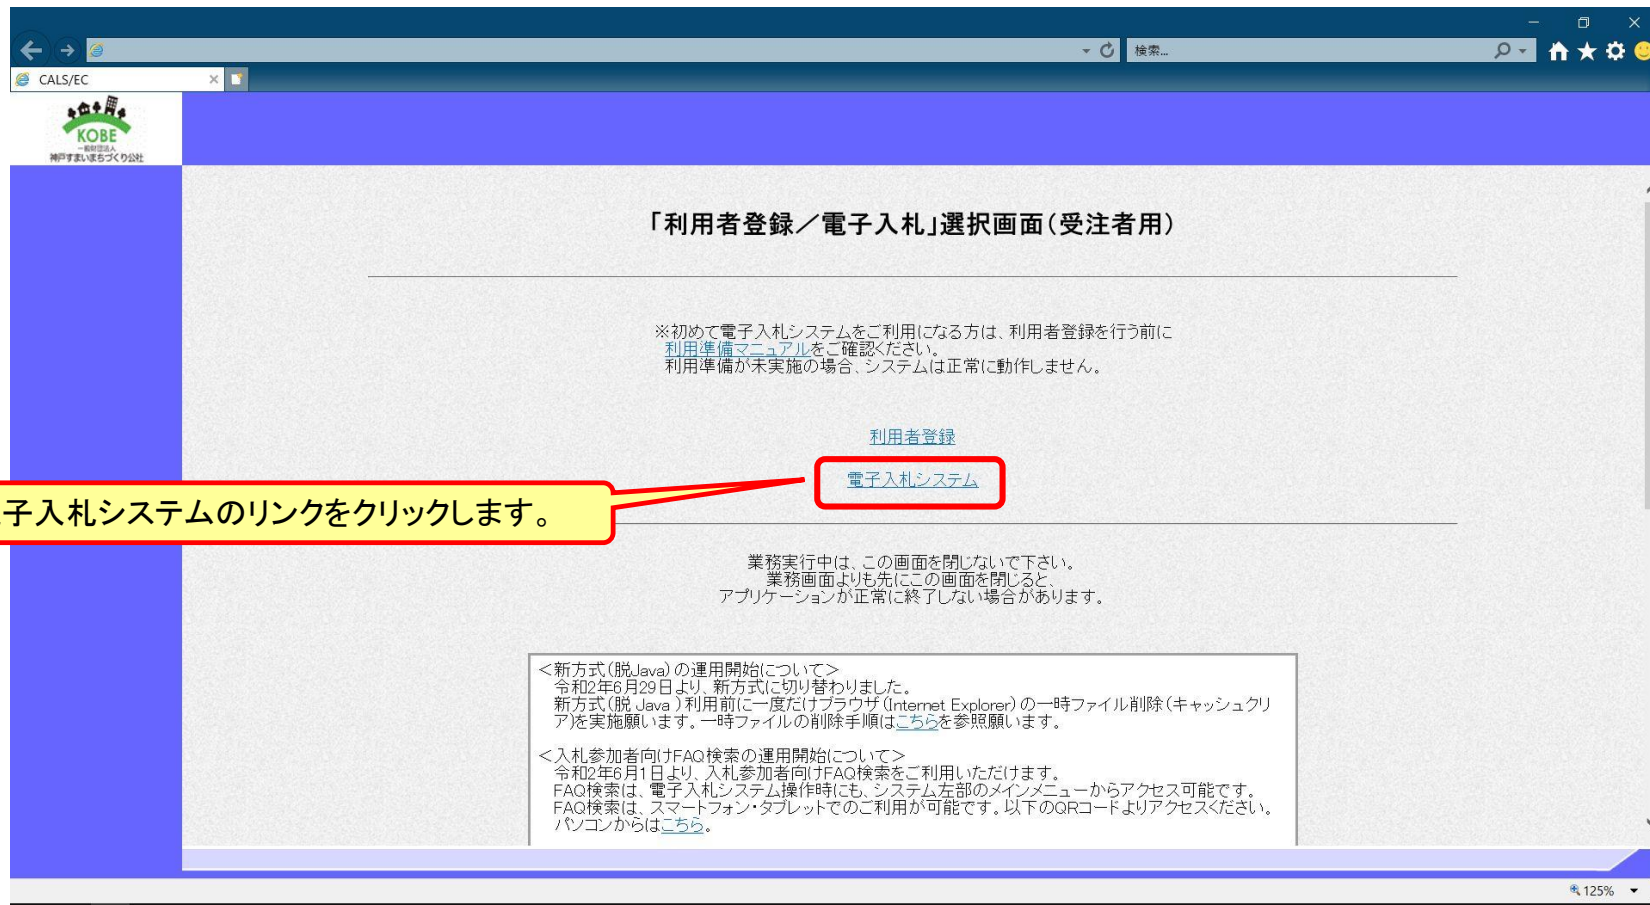 検索...
CALS/EC
KOBE
一般財団法人
神戸すまいまちづくり公社
「利用者登録／電子入札」選択画面（受注者用）
※初めて電子入札システムをご利用になる方は、利用者登録を行う前に
利用準備マニュアルをご確認ください。
利用準備が未実施の場合、システムは正常に動作しません。
利用者登録
電子入札システム
子入札システムのリンクをクリックします。
業務実行中は、この画面を閉じないで下さい。
業務画面よりも先にこの画面を閉じると、
アプリケーションが正常に終了しない場合があります。
＜新方式（脱Java）の運用開始について＞
令和2年6月29日より、新方式に切り替わりました。
新方式（脱 Java ）利用前に一度だけブラウザ（Internet Explorer）の一時ファイル削除（キャッシュクリ
ア）を実施願います。一時ファイルの削除手順はこちらを参照願います。
＜入札参加者向けFAQ検索の運用開始について＞
令和2年6月1日より、入札参加者向けFAQ検索をご利用いただけます。
FAQ検索は、電子入札システム操作時にも、システム左部のメインメニューからアクセス可能です。
FAQ検索は、スマートフォン・タブレットでのご利用が可能です。以下のQRコードよりアクセスください。
パソコンからはこちら。
125%